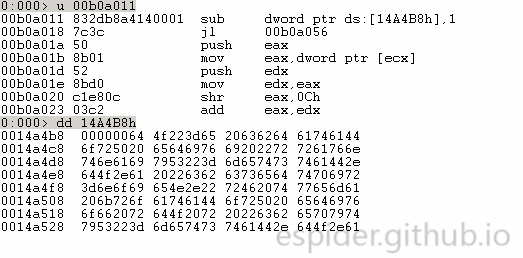 0:000> u 00b0a011
00b0a011 832db8a4140001 sub dword ptr ds:[14A4B8h],1
00b0a018 7c3c jl 00b0a056
00b0a01a 50 push eax
00b0a01b 8b01 mov eax,dword ptr [ecx]
00b0a01d 52 push edx
00b0a01e 8bd0 mov edx,eax
00b0a020 c1e80c shr eax,0Ch
00b0a023 03c2 add eax,edx
0:000> dd 14A4B8h
0014a4b8 00000064 4f223d65 20636264 61746144
0014a4c8 6f725020 65646976 69202272 7261766e
0014a4d8 746e6169 7953223d 6d657473 7461442e
0014a4e8 644f2e61 20226362 63736564 74706972
0014a4f8 3d6e6f69 654e2e22 72462074 77656d61
0014a508 206b726f 61746144 6f725020 65646976
0014a518 6f662072 644f2072 20226362 65707974
0014a528 7953223d 6d657473 7461442e 644f2e61
espider.github.io